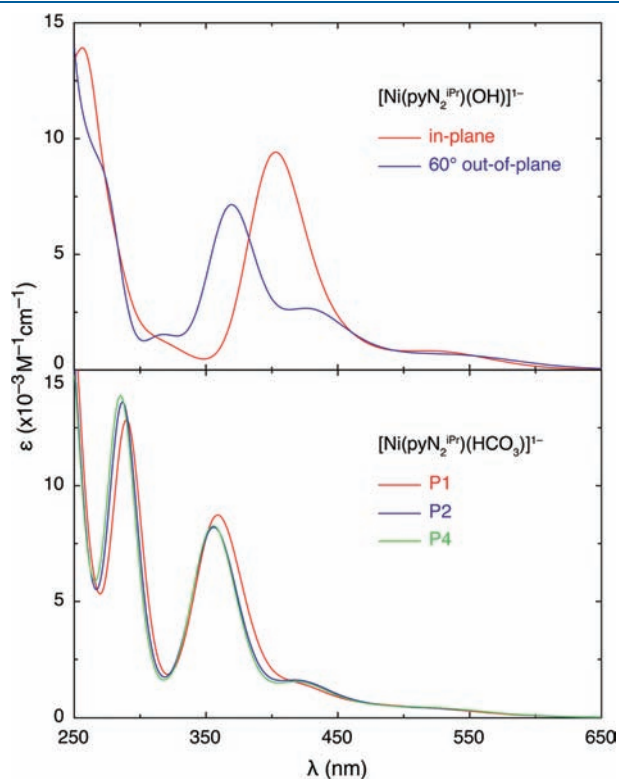 15
10
5
0
[Ni(pyN₂ⁱᴾʳ)(OH)]¹⁻
in-plane
60° out-of-plane
ε (x10⁻³M⁻¹cm⁻¹)
15
10
5
0
[Ni(pyN₂ⁱᴾʳ)(HCO₃)]¹⁻
P1
P2
P4
250 350 450 550 650
λ (nm)